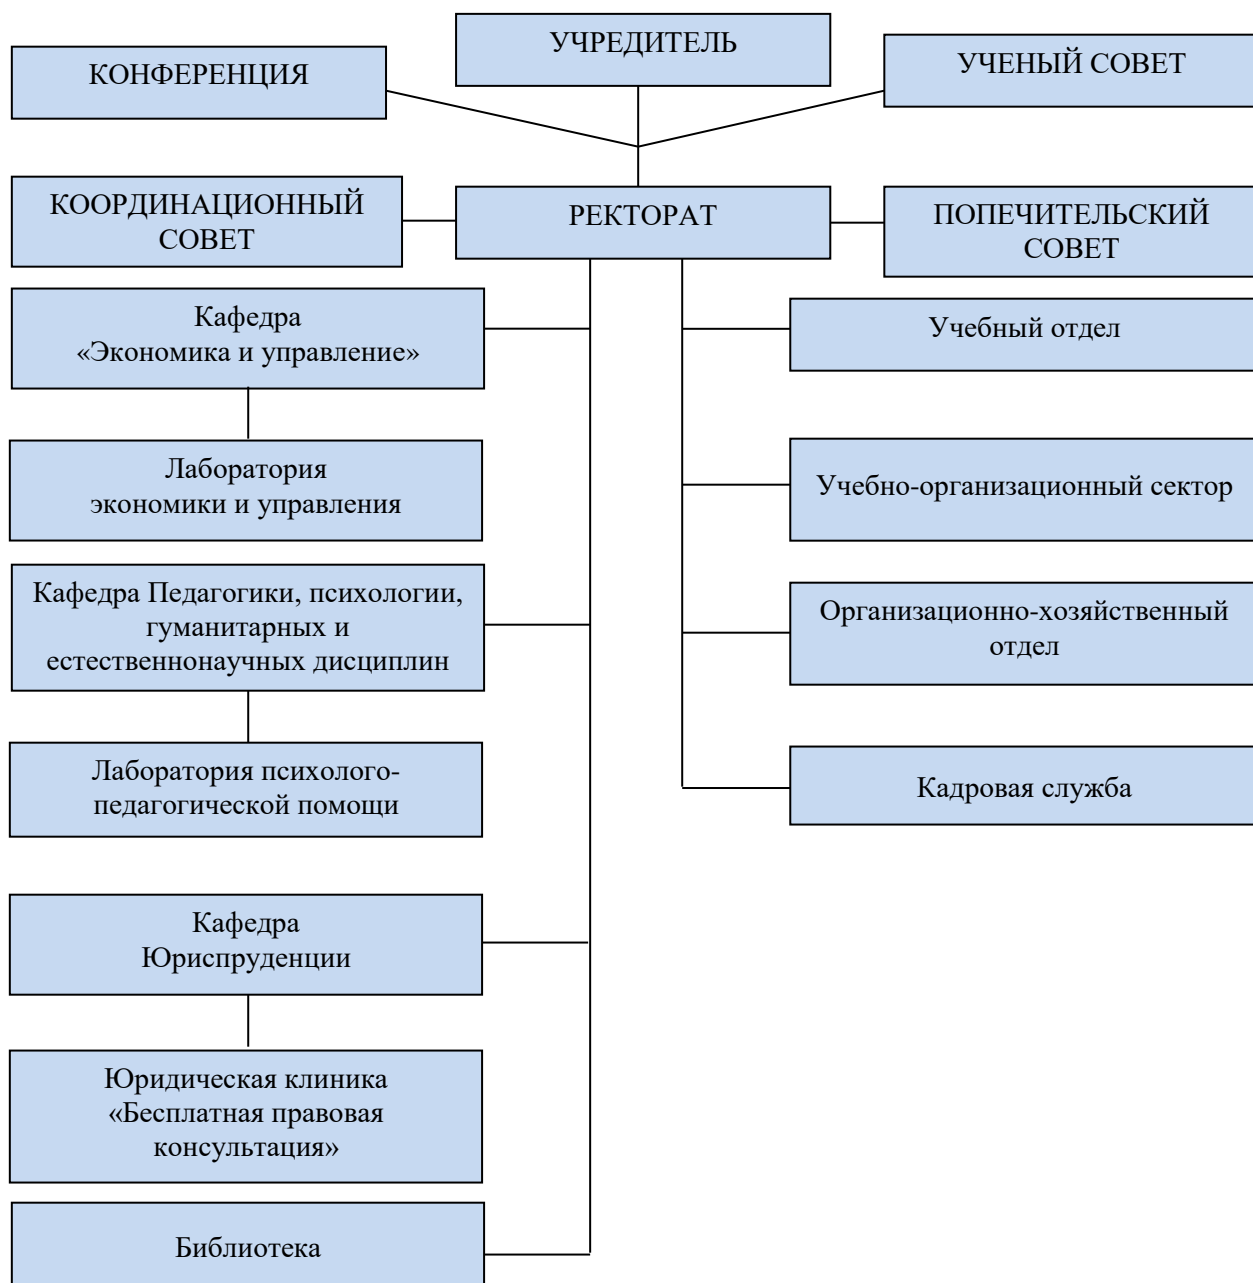 КОНФЕРЕНЦИЯ
УЧРЕДИТЕЛЬ
УЧЕНЫЙ СОВЕТ
КООРДИНАЦИОННЫЙ
СОВЕТ
РЕКТОРАТ
ПОПЕЧИТЕЛЬСКИЙ
СОВЕТ
Кафедра
«Экономика и управление»
Лаборатория
экономики и управления
Кафедра Педагогики, психологии,
гуманитарных и
естественнонаучных дисциплин
Лаборатория психолого-
педагогической помощи
Кафедра
Юриспруденции
Юридическая клиника
«Бесплатная правовая
консультация»
Библиотека
Учебный отдел
Учебно-организационный сектор
Организационно-хозяйственный
отдел
Кадровая служба